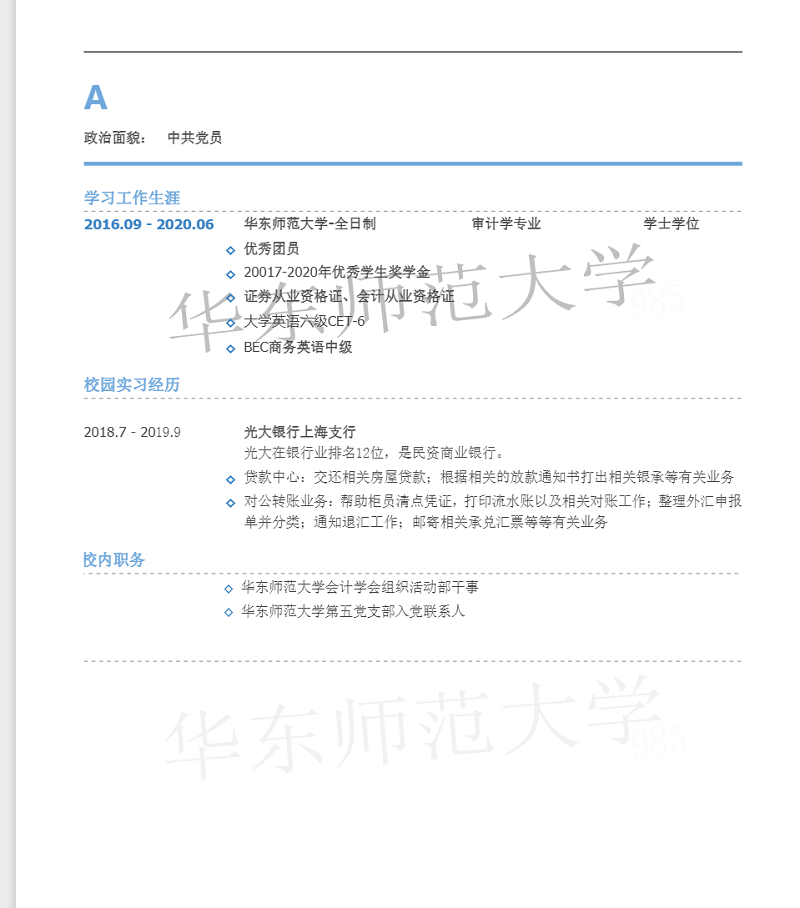 A
政治面貌： 中共党员
学习工作生涯
2016.09 - 2020.06 华东师范大学-全日制 审计学专业 学士学位
优秀团员
20017-2020年优秀学生奖学金
证券从业资格证、会计从业资格证
大学英语六级CET-6
BEC商务英语中级
华东师范大学
985
校园实习经历
2018.7 - 2019.9 光大银行上海支行
光大在银行业排名12位，是民资商业银行。
贷款中心：交还相关房屋贷款；根据相关的放款通知书打出相关银承等有关业务
对公转账业务：帮助柜员清点凭证，打印流水账以及相关对账工作；整理外汇申报
单并分类；通知退汇工作；邮寄相关承兑汇票等等有关业务
校内职务
华东师范大学会计学会组织活动部干事
华东师范大学第五党支部入党联系人
华东师范大学
985